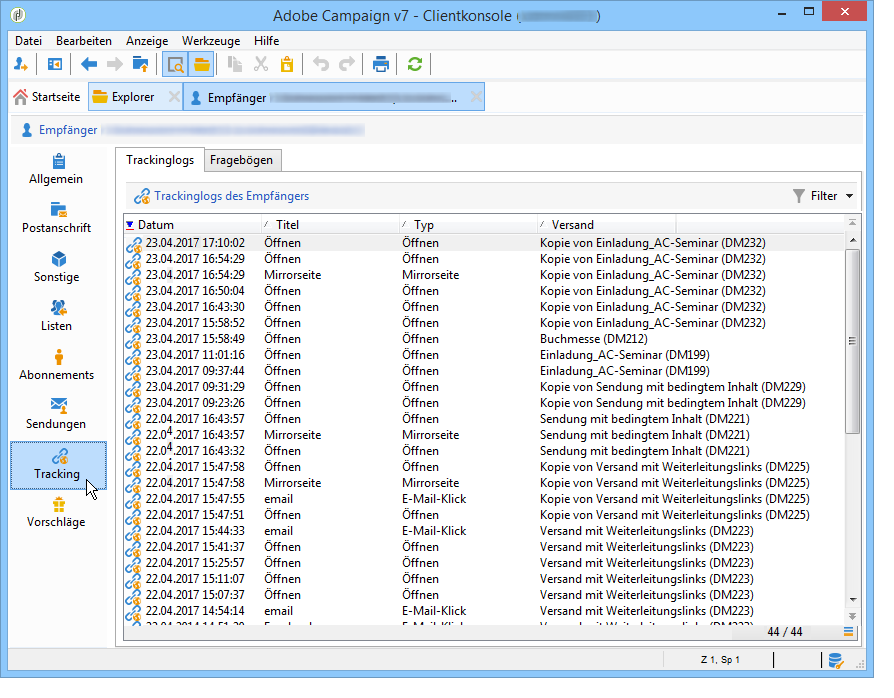 Adobe Campaign v7 - Clientkonsole ( )
Datei Bearbeiten Anzeige Werkzeuge Hilfe
Startseite Explorer Empfänger ..
Empfänger
Allgemein
Postanschrift
Sonstige
Listen
Abonnements
Sendungen
Tracking
Vorschläge
Trackinglogs Fragebögen
Trackinglogs des Empfängers Filter
Datum Titel Typ Versand
23.04.2017 17:10:02 Öffnen Öffnen Kopie von Einladung_AC-Seminar (DM232)
23.04.2017 16:54:29 Öffnen Öffnen Kopie von Einladung_AC-Seminar (DM232)
23.04.2017 16:54:29 Mirrorseite Mirrorseite Kopie von Einladung_AC-Seminar (DM232)
23.04.2017 16:50:04 Öffnen Öffnen Kopie von Einladung_AC-Seminar (DM232)
23.04.2017 16:43:30 Öffnen Öffnen Kopie von Einladung_AC-Seminar (DM232)
23.04.2017 15:58:52 Öffnen Öffnen Kopie von Einladung_AC-Seminar (DM232)
23.04.2017 15:58:49 Öffnen Öffnen Buchmesse (DM212)
23.04.2017 11:01:16 Öffnen Öffnen Einladung_AC-Seminar (DM199)
23.04.2017 09:37:44 Öffnen Öffnen Einladung_AC-Seminar (DM199)
23.04.2017 09:31:29 Öffnen Öffnen Kopie von Sendung mit bedingtem Inhalt (DM229)
23.04.2017 09:23:26 Öffnen Öffnen Kopie von Sendung mit bedingtem Inhalt (DM229)
22.04.2017 16:43:57 Öffnen Öffnen Sendung mit bedingtem Inhalt (DM221)
22.04.2017 16:43:57 Mirrorseite Mirrorseite Sendung mit bedingtem Inhalt (DM221)
22.04.2017 16:43:32 Öffnen Öffnen Sendung mit bedingtem Inhalt (DM221)
22.04.2017 15:47:58 Öffnen Öffnen Kopie von Versand mit Weiterleitungslinks (DM225)
22.04.2017 15:47:58 Mirrorseite Mirrorseite Kopie von Versand mit Weiterleitungslinks (DM225)
22.04.2017 15:47:55 email E-Mail-Klick Kopie von Versand mit Weiterleitungslinks (DM225)
22.04.2017 15:47:51 Öffnen Öffnen Kopie von Versand mit Weiterleitungslinks (DM225)
22.04.2017 15:44:33 email E-Mail-Klick Versand mit Weiterleitungslinks (DM223)
22.04.2017 15:41:37 Öffnen Öffnen Versand mit Weiterleitungslinks (DM223)
22.04.2017 15:25:57 Öffnen Öffnen Versand mit Weiterleitungslinks (DM223)
22.04.2017 15:11:07 Öffnen Öffnen Versand mit Weiterleitungslinks (DM223)
22.04.2017 15:07:37 Öffnen Öffnen Versand mit Weiterleitungslinks (DM223)
22.04.2017 14:54:14 email E-Mail-Klick Versand mit Weiterleitungslinks (DM223)
44 / 44
Z 1, Sp 1